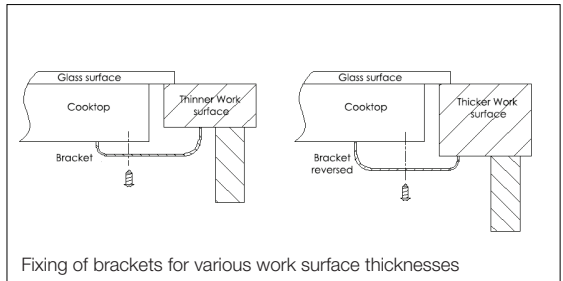 Glass surface
Cooktop
Thinner Work
surface
Bracket
Glass surface
Cooktop
Thicker Work
surface
Bracket
reversed
Fixing of brackets for various work surface thicknesses